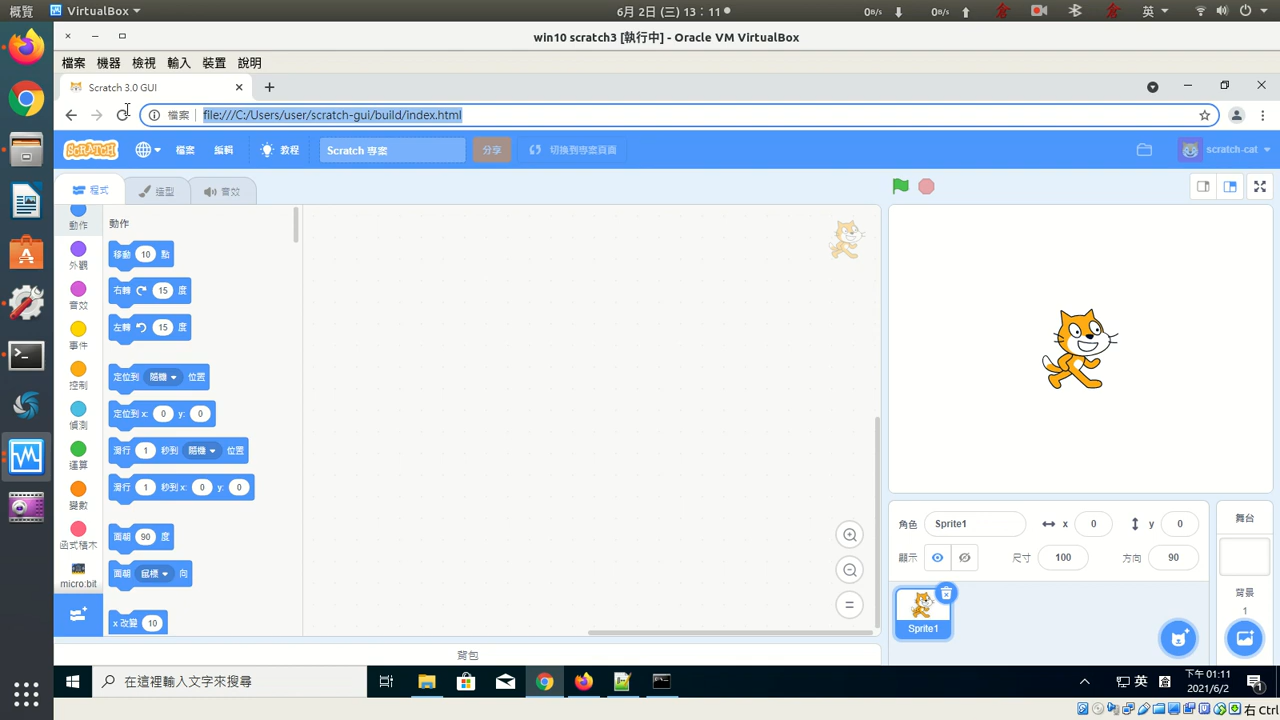 概覽 VirtualBox 6月 2日 (三) 13：11 0B/s 0B/s 英
win10 scratch3 [執行中] - Oracle VM VirtualBox
檔案 機器 檢視 輸入 裝置 說明
Scratch 3.0 GUI
檔案 file:///C:/Users/user/scratch-gui/build/index.html
SCRATCH 檔案 編輯 教程 Scratch 專案 分享 切換到專案頁面 scratch-cat
程式 造型 音效
動作
外觀
音效
事件
控制
偵測
運算
變數
函式積木
micro:bit
動作
移動 10 點
右轉 15 度
左轉 15 度
定位到 隨機 位置
定位到 x: 0 y: 0
滑行 1 秒到 隨機 位置
滑行 1 秒到 x: 0 y: 0
面朝 90 度
面朝 鼠標 向
x 改變 10
背包
角色 Sprite1 x 0 y 0
顯示 尺寸 100 方向 90
Sprite1
舞台
背景
1
在這裡輸入文字來搜尋
英
下午 01:11
2021/6/2
1
右 Ctrl